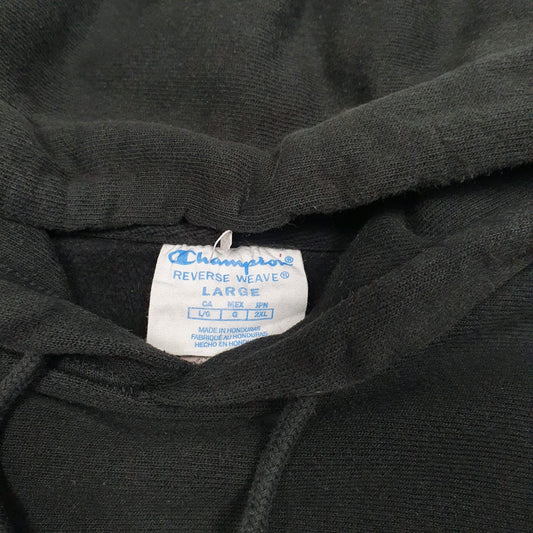 Champion®
REVERSE WEAVE®
LARGE
CA MEX JPN
L/G G 2XL
MADE IN HONDURAS
FABRIQUÉ AU HONDURAS
HECHO EN HONDURAS